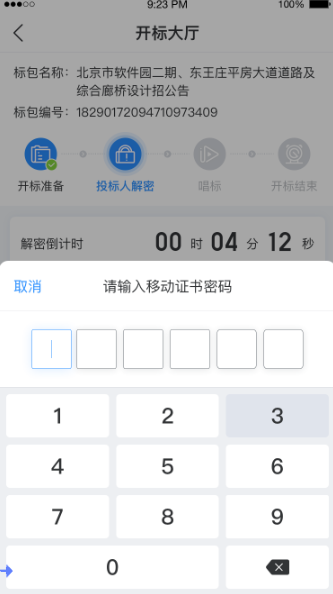 9:23 PM
100%
开标大厅
标包名称：北京市软件园二期、东王庄平房大道道路及
综合廊桥设计招公告
标包编号：18290172094710973409
开标准备
投标人解密
唱标
开标结束
解密倒计时
00 时 04 分 12 秒
取消
请输入移动证书密码
1
2
3
4
5
6
7
8
9
0